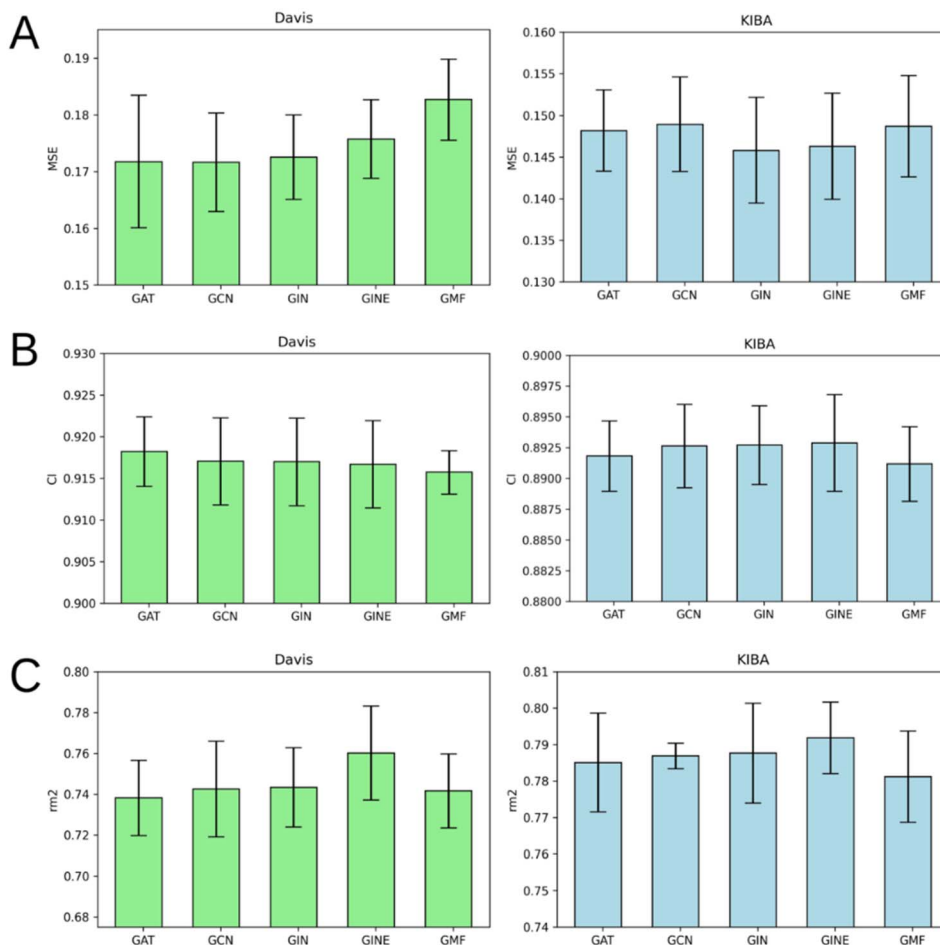 A
Davis
0.19
0.18
0.17
0.16
0.15
MSE
GAT GCN GIN GINE GMF
KIBA
0.160
0.155
0.150
0.145
0.140
0.135
0.130
MSE
GAT GCN GIN GINE GMF
B
Davis
0.930
0.925
0.920
0.915
0.910
0.905
0.900
CI
GAT GCN GIN GINE GMF
KIBA
0.9000
0.8975
0.8950
0.8925
0.8900
0.8875
0.8850
0.8825
0.8800
CI
GAT GCN GIN GINE GMF
C
Davis
0.80
0.78
0.76
0.74
0.72
0.70
0.68
rm2
GAT GCN GIN GINE GMF
KIBA
0.81
0.80
0.79
0.78
0.77
0.76
0.75
0.74
rm2
GAT GCN GIN GINE GMF